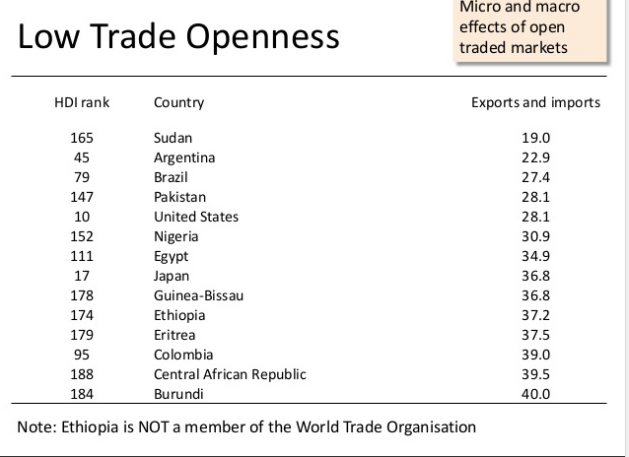 Low Trade Openness
Micro and macro
effects of open
traded markets
HDI rank Country Exports and imports
165 Sudan 19.0
45 Argentina 22.9
79 Brazil 27.4
147 Pakistan 28.1
10 United States 28.1
152 Nigeria 30.9
111 Egypt 34.9
17 Japan 36.8
178 Guinea-Bissau 36.8
174 Ethiopia 37.2
179 Eritrea 37.5
95 Colombia 39.0
188 Central African Republic 39.5
184 Burundi 40.0
Note: Ethiopia is NOT a member of the World Trade Organisation